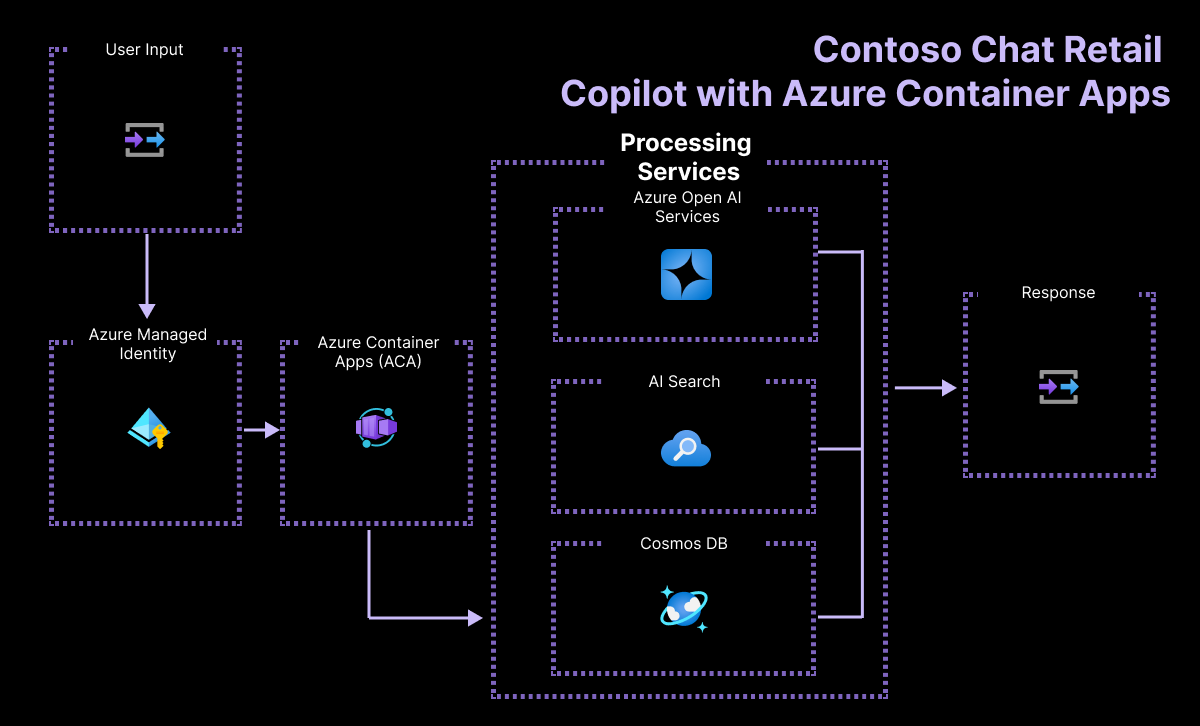 Contoso Chat Retail
Copilot with Azure Container Apps
User Input
Azure Managed
Identity
Azure Container
Apps (ACA)
Processing
Services
Azure Open AI
Services
AI Search
Cosmos DB
Response